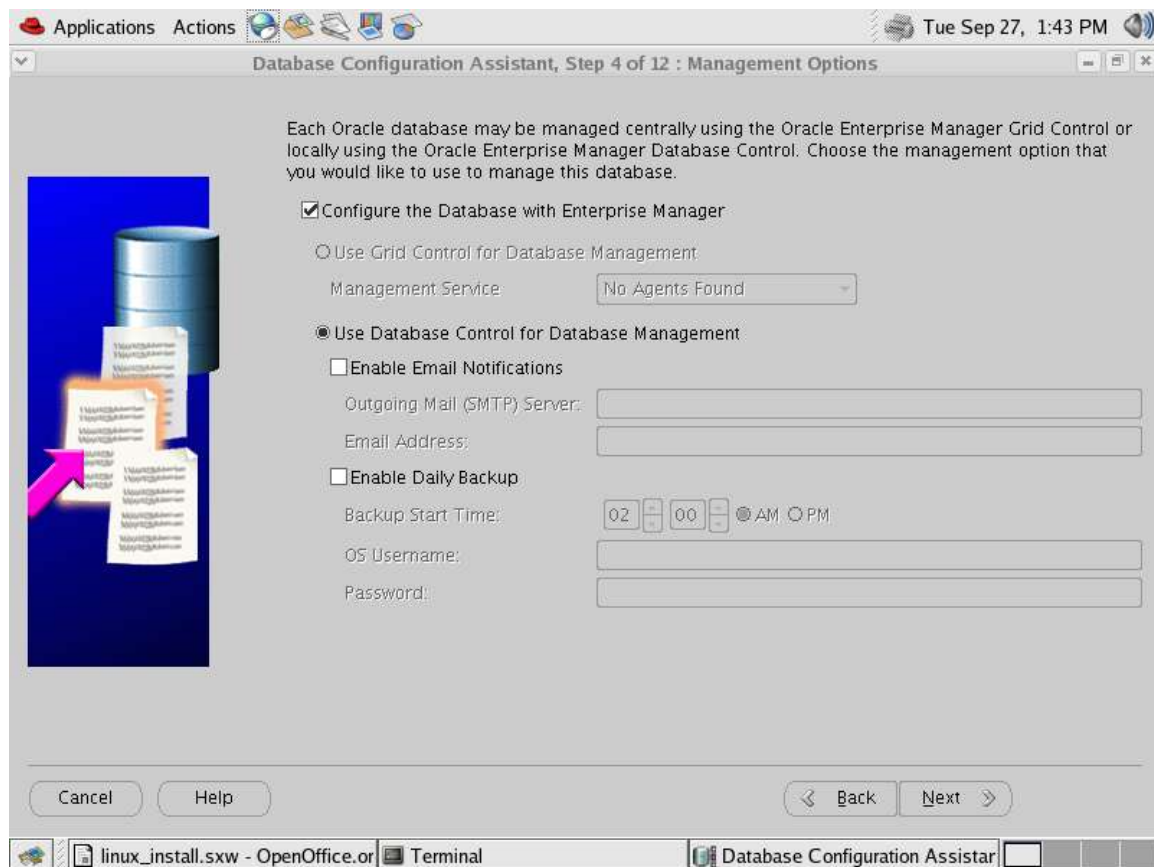 Applications Actions Tue Sep 27, 1:43 PM
Database Configuration Assistant, Step 4 of 12 : Management Options
Each Oracle database may be managed centrally using the Oracle Enterprise Manager Grid Control or
locally using the Oracle Enterprise Manager Database Control. Choose the management option that
you would like to use to manage this database.
Configure the Database with Enterprise Manager
Use Grid Control for Database Management
Management Service No Agents Found
Use Database Control for Database Management
Enable Email Notifications
Outgoing Mail (SMTP) Server:
Email Address:
Enable Daily Backup
Backup Start Time: 02 00 AM PM
OS Username:
Password:
Cancel Help Back Next
linux_install.sxw - OpenOffice.or Terminal Database Configuration Assistar